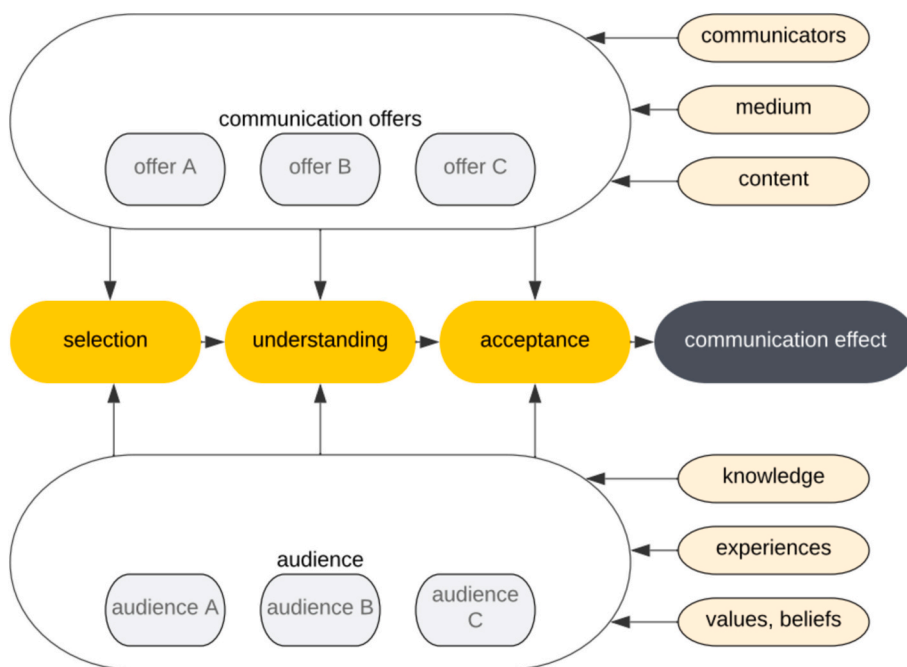 communicators
medium
communication offers
offer A
offer B
offer C
content
selection
understanding
acceptance
communication effect
knowledge
experiences
audience
audience A
audience B
audience
C
values, beliefs